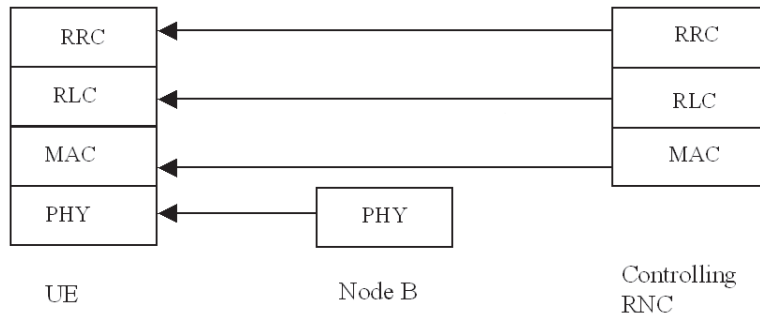 RRC
RRC
RLC
RLC
MAC
MAC
PHY
PHY
UE
Node B
Controlling
RNC